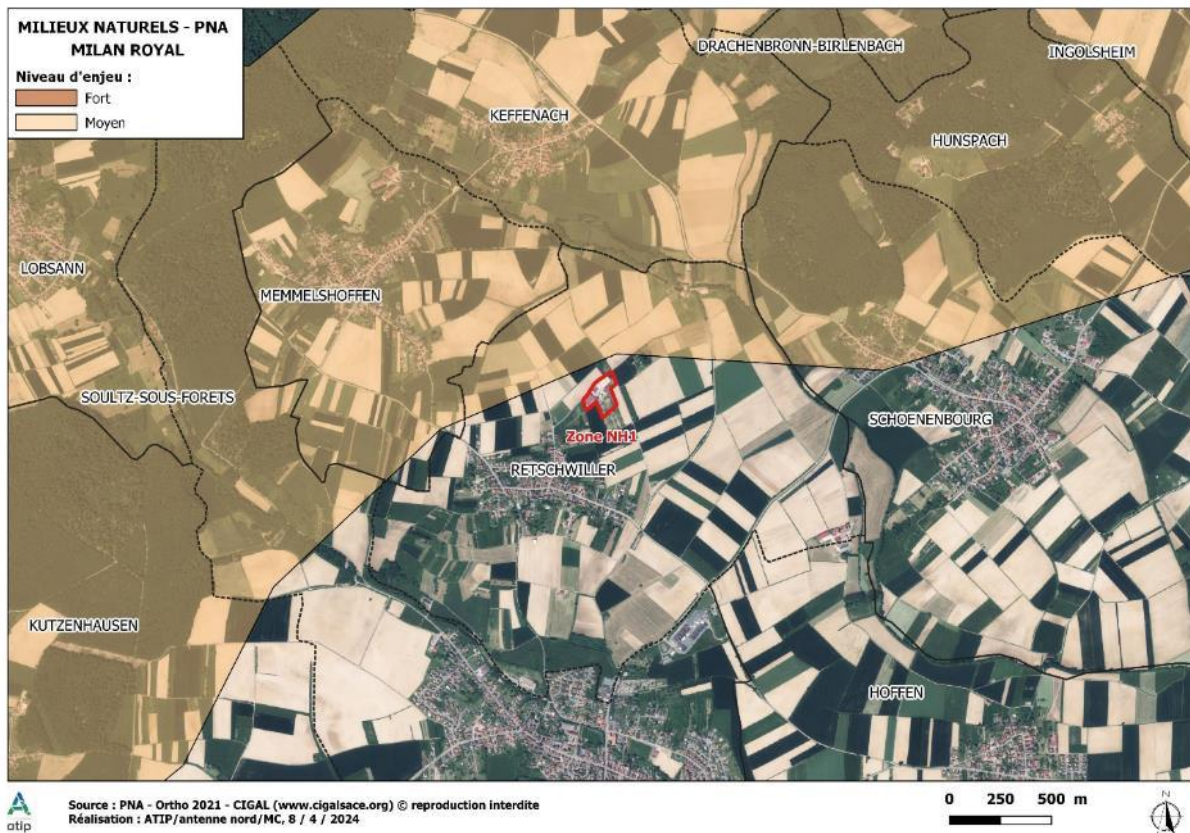 MILIEUX NATURELS - PNA
MILAN ROYAL
Niveau d'enjeu :
Fort
Moyen
DRACHENBRONN-BIRLENBACH
INGOLSHEIM
KEFFENACH
HUNSPACH
LOBSANN
MEMMELSHOFFEN
SOULTZ-SOUS-FORETS
SCHOENENBOURG
Zone NH1
RETSCHWILLER
KUTZENHAUSEN
HOFFEN
atip
Source : PNA - Ortho 2021 - CIGAL (www.cigalsace.org) © reproduction interdite
Réalisation : ATIP/antenne nord/MC, 8 / 4 / 2024
0 250 500 m
N